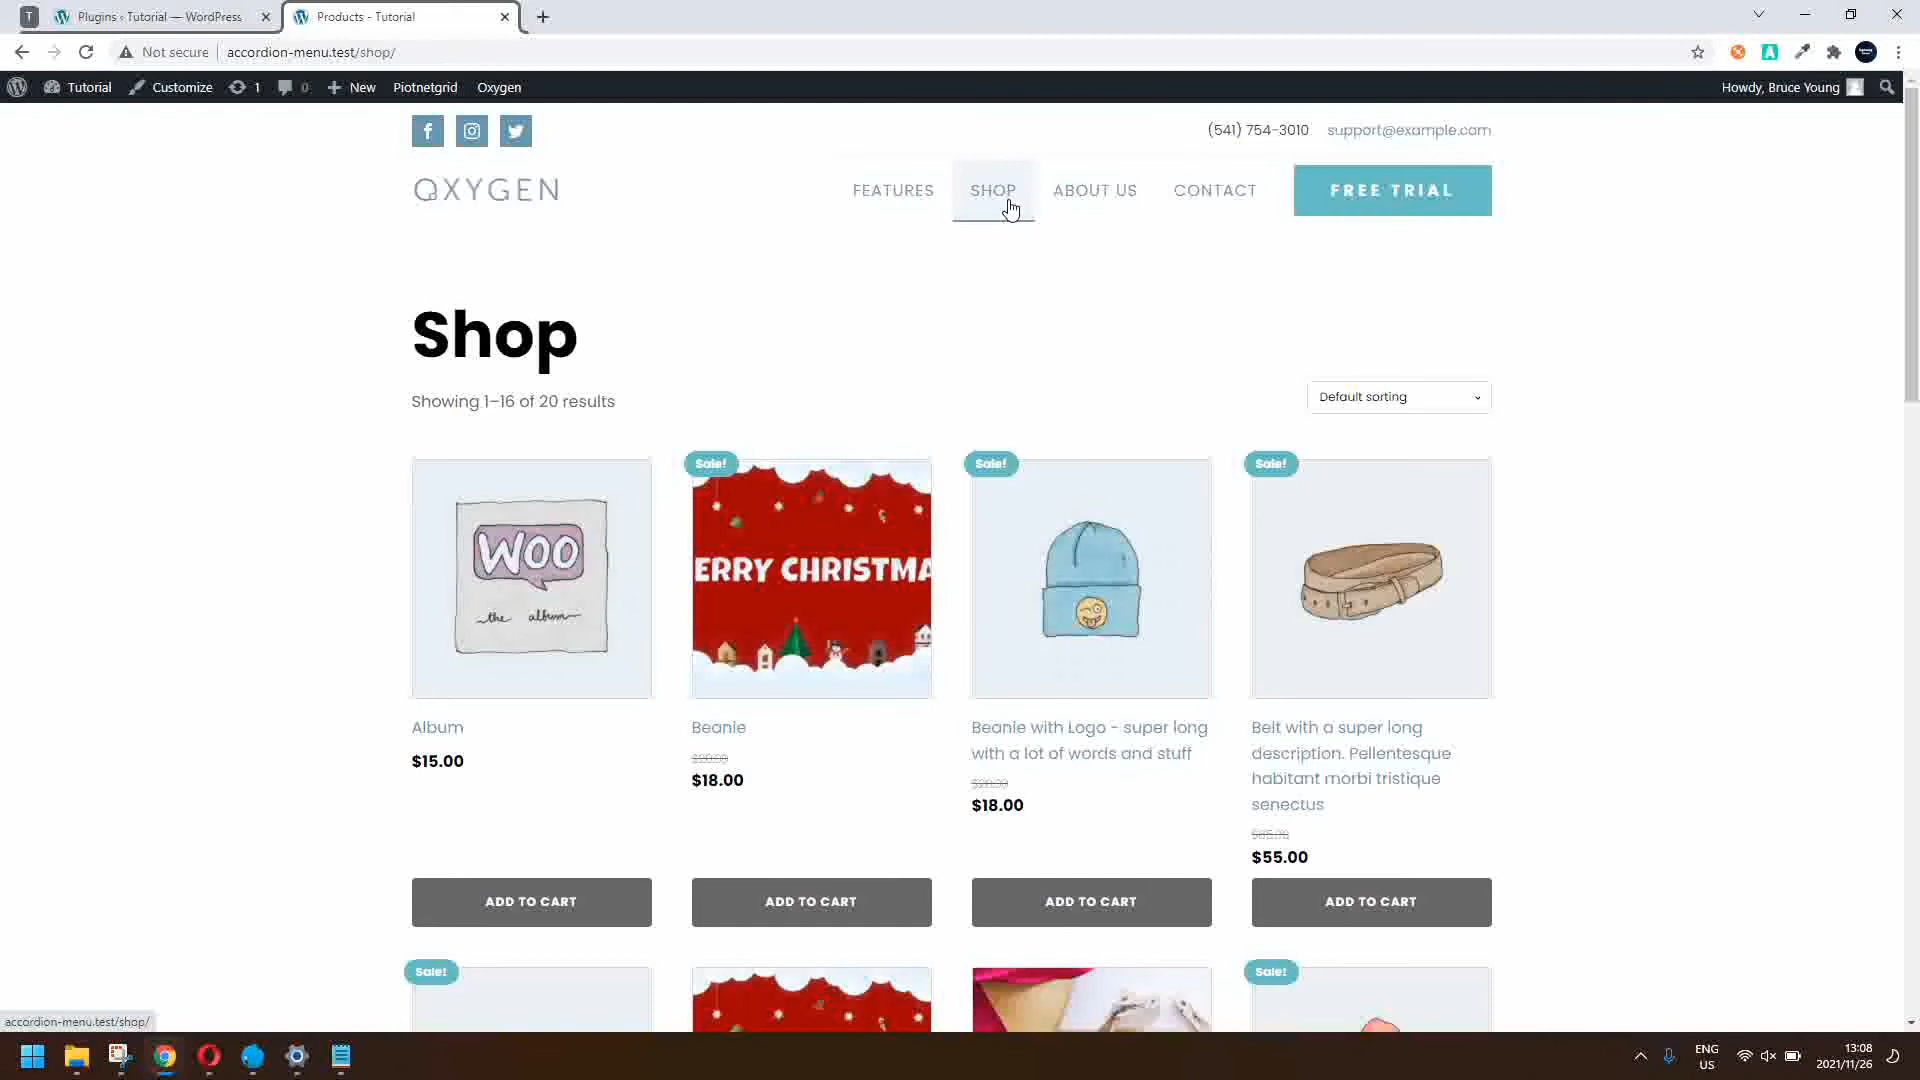 T
Plugins ‹ Tutorial — WordPress
Products - Tutorial
Not secure
accordion-menu.test/shop/
A
Tutorial
Customize
1
0
New
Piotnetgrid
Oxygen
Howdy, Bruce Young
(541) 754-3010
support@example.com
OXYGEN
FEATURES
SHOP
ABOUT US
CONTACT
FREE TRIAL
Shop
Showing 1–16 of 20 results
Default sorting
Sale!
Sale!
Sale!
WOO
the album
ERRY CHRISTMA
Album
$15.00
Beanie
$20.00
$18.00
Beanie with Logo - super long
with a lot of words and stuff
$20.00
$18.00
Belt with a super long
description. Pellentesque
habitant morbi tristique
senectus
$55.00
ADD TO CART
ADD TO CART
ADD TO CART
ADD TO CART
Sale!
Sale!
accordion-menu.test/shop/
ENG
US
13:08
2021/11/26